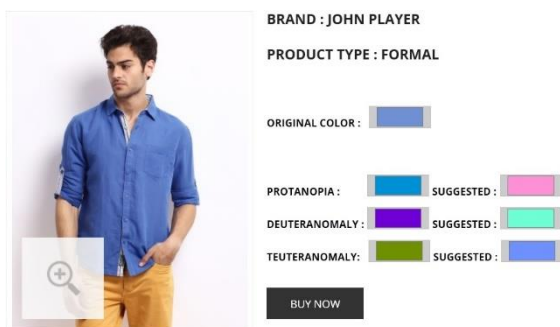 BRAND : JOHN PLAYER
PRODUCT TYPE : FORMAL
ORIGINAL COLOR :
PROTANOPIA : SUGGESTED :
DEUTERANOMALY : SUGGESTED :
TEUTERANOMALY: SUGGESTED :
BUY NOW